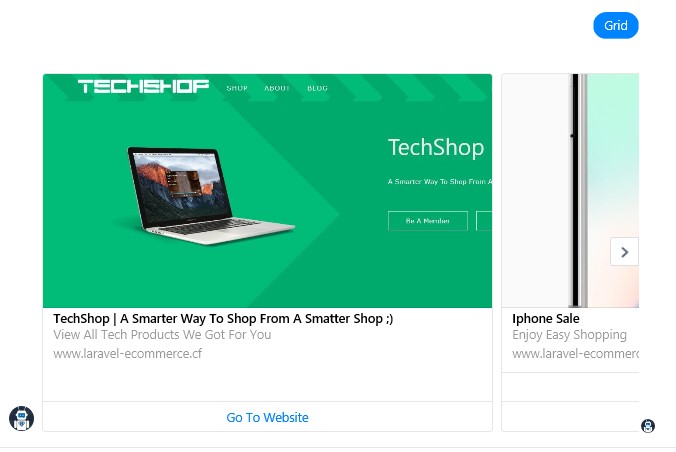 Grid
TECHSHOP
SHOP ABOUT BLOG
TechShop
A Smarter Way To Shop From A
Be A Member
TechShop | A Smarter Way To Shop From A Smatter Shop ;)
View All Tech Products We Got For You
www.laravel-ecommerce.cf
Go To Website
Iphone Sale
Enjoy Easy Shopping
www.laravel-ecommerc